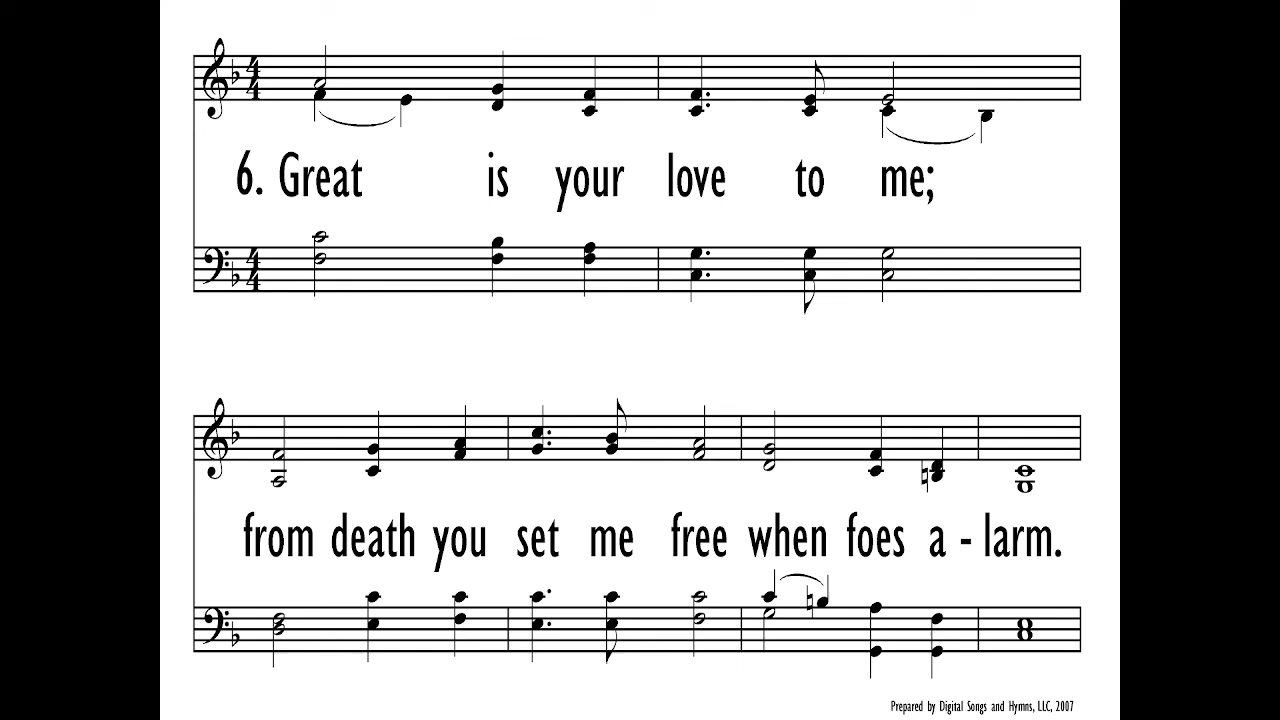 6. Great is your love to me;
from death you set me free when foes a - larm.
Prepared by Digital Songs and Hymns, LLC, 2007